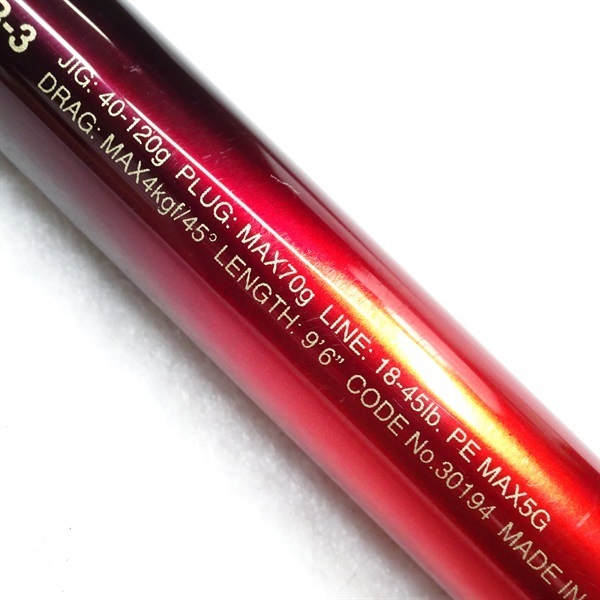 -3
JIG: 40-120g PLUG: MAX70g LINE: 18-45lb. PE MAX5G
DRAG: MAX4kgf/45° LENGTH: 9'6" CODE No.30194 MADE IN